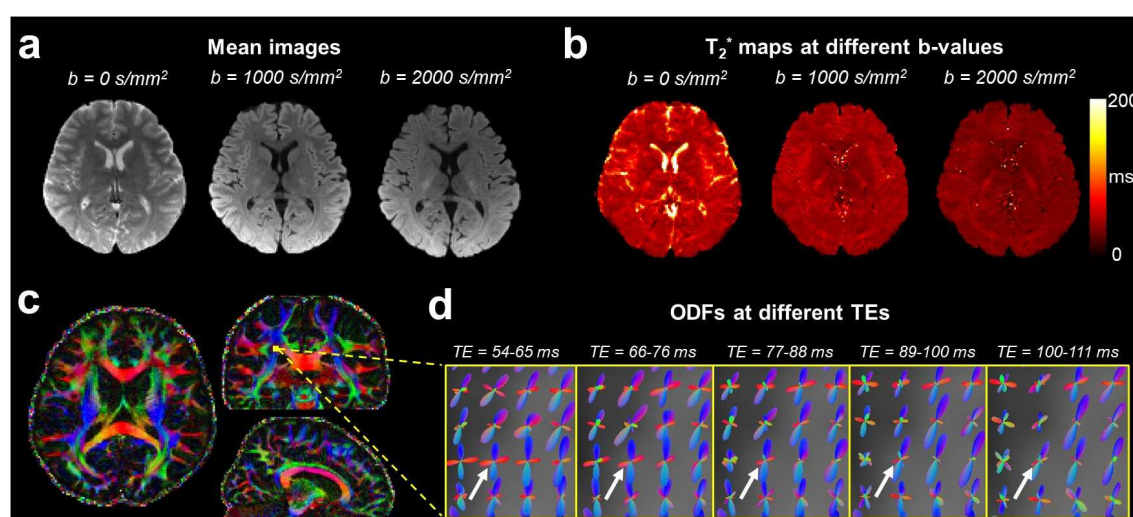 a
Mean images
b = 0 s/mm²
b = 1000 s/mm²
b = 2000 s/mm²
b
T₂* maps at different b-values
b = 0 s/mm²
b = 1000 s/mm²
b = 2000 s/mm²
200
ms
0
c
d
ODFs at different TEs
TE = 54-65 ms
TE = 66-76 ms
TE = 77-88 ms
TE = 89-100 ms
TE = 100-111 ms